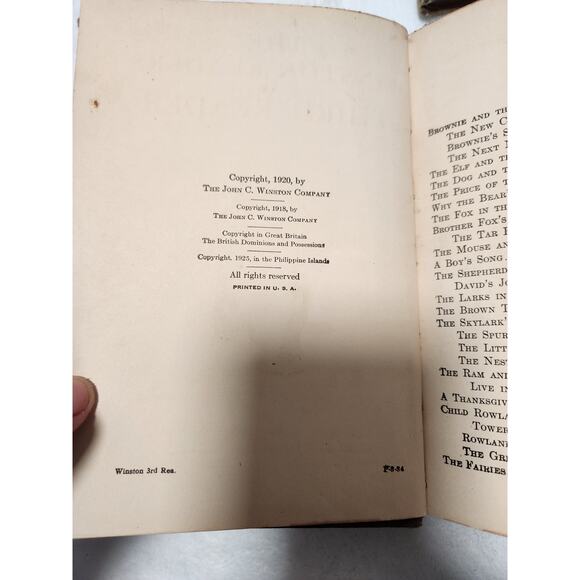 Copyright, 1920, by
THE JOHN C. WINSTON COMPANY
Copyright, 1918, by
THE JOHN C. WINSTON COMPANY
Copyright in Great Britain
The British Dominions and Possessions
Copyright, 1925, in the Philippine Islands
All rights reserved
PRINTED IN U. S. A.
Winston 3rd Rea.
P-8-34
BROWNIE AND TH
THE NEW C
BROWNIE'S S
THE NEXT N
THE ELF AND TH
THE DOG AND T
THE PRICE OF T
WHY THE BEAR'
THE FOX IN TH
BROTHER FOX'S
THE TAR B
THE MOUSE AN
A BOY'S SONG
THE SHEPHERD
DAVID'S JO
THE LARKS IN
THE BROWN T
THE SKYLARK'
THE SPUR
THE LITT
THE NES
THE RAM AND
LIVE IN
A THANKSGIV
CHILD ROWLA
TOWER
ROWLAN
THE GR
THE FAIRIES